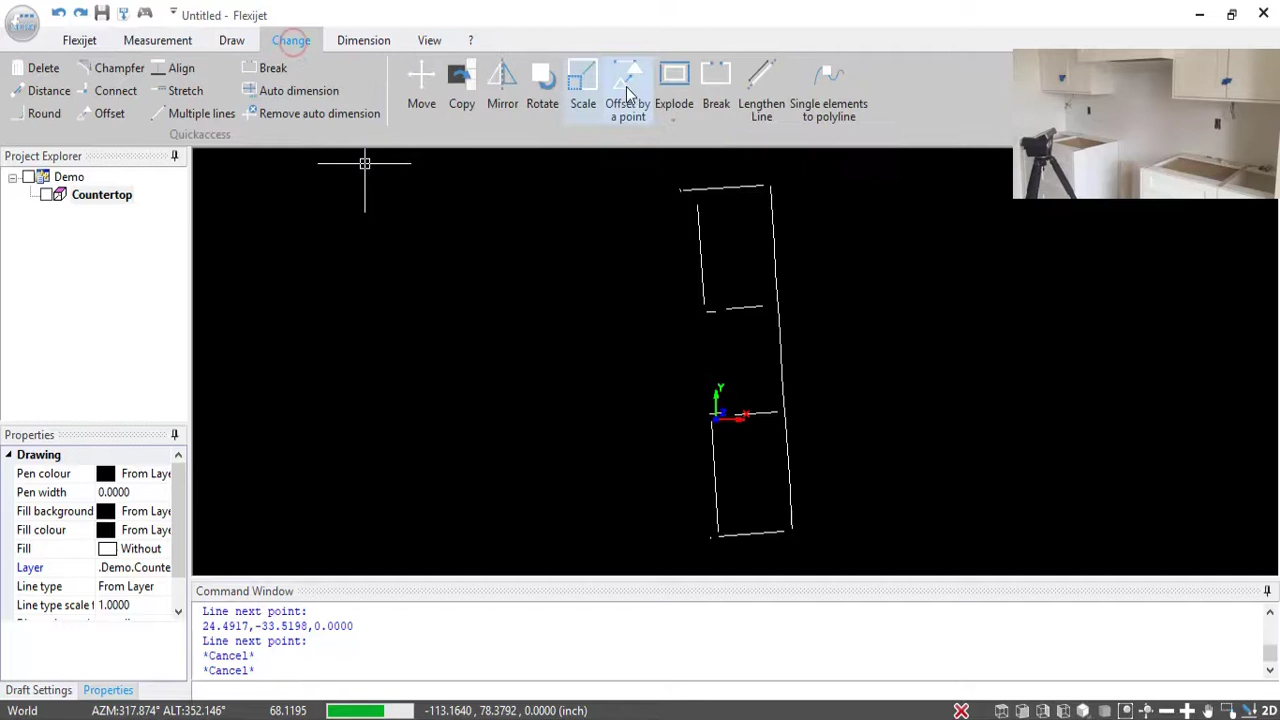 Untitled - Flexijet
Flexijet Measurement Draw Change Dimension View ?
Delete Champfer Align Break
Distance Connect Stretch Auto dimension
Round Offset Multiple lines Remove auto dimension
Quickaccess
Move Copy Mirror Rotate Scale Offset by a point Explode Break Lengthen Line Single elements to polyline
Project Explorer
Demo
Countertop
Y
X
Properties
Drawing
Pen colour From Laye
Pen width 0.0000
Fill background From Laye
Fill colour From Laye
Fill Without
Layer .Demo.Counte
Line type From Layer
Line type scale f 1.0000
Draft Settings Properties
Command Window
Line next point:
24.4917,-33.5198,0.0000
Line next point:
*Cancel*
*Cancel*
World AZM:317.874° ALT:352.146° 68.1195 -113.1640, 78.3792, 0.0000 (inch) 2D